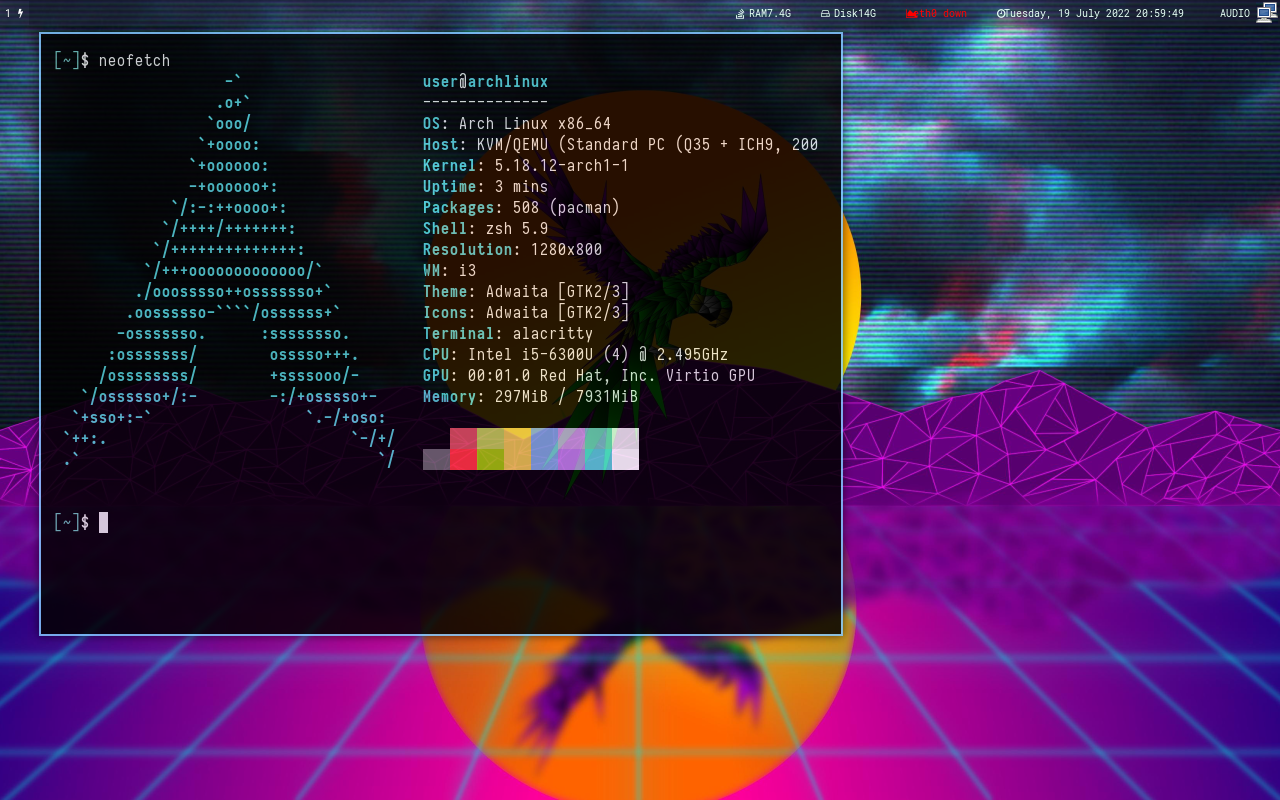 1
RAM7.4G Disk14G eth0 down Tuesday, 19 July 2022 20:59:49 AUDIO
[~]$ neofetch
-`
.o+`
`ooo/
`+oooo:
`+oooooo:
-+oooooo+:
`/:-:++oooo+:
`/++++/+++++++:
`/++++++++++++++:
`/+++ooooooooooooo/`
./ooosssso++osssssso+`
.oossssso-````/ossssss+`
-osssssso. :ssssssso.
:osssssss/ osssso+++.
/ossssssss/ +ssssooo/-
`/ossssso+/:- -:/+osssso+-
`+sso+:-` `.-/+oso:
`++:. `-/+/
.` `/
user@archlinux
--------------
OS: Arch Linux x86_64
Host: KVM/QEMU (Standard PC (Q35 + ICH9, 200
Kernel: 5.18.12-arch1-1
Uptime: 3 mins
Packages: 508 (pacman)
Shell: zsh 5.9
Resolution: 1280x800
WM: i3
Theme: Adwaita [GTK2/3]
Icons: Adwaita [GTK2/3]
Terminal: alacritty
CPU: Intel i5-6300U (4) @ 2.495GHz
GPU: 00:01.0 Red Hat, Inc. Virtio GPU
Memory: 297MiB / 7931MiB
[~]$